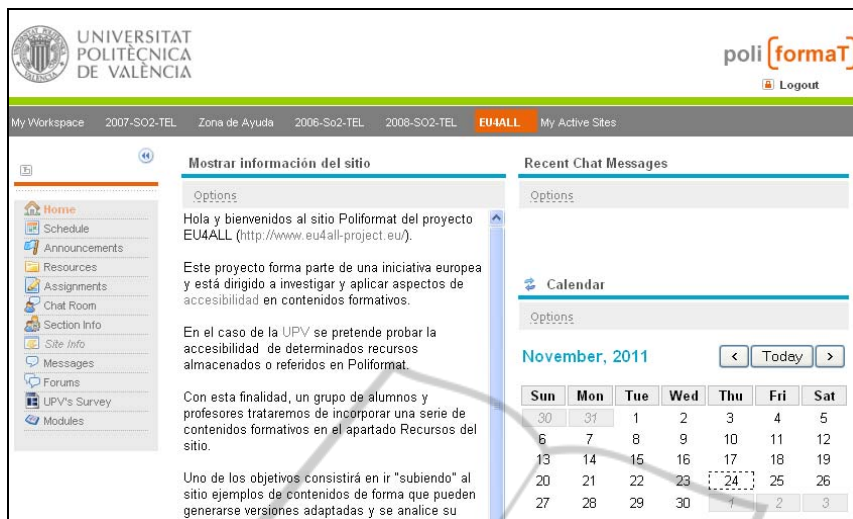 UNIVERSITAT
POLITÈCNICA
DE VALÈNCIA
poli [formaT]
Logout
My Workspace 2007-SO2-TEL Zona de Ayuda 2006-So2-TEL 2008-SO2-TEL EU4ALL My Active Sites
Home
Schedule
Announcements
Resources
Assignments
Chat Room
Section Info
Site Info
Messages
Forums
UPV's Survey
Modules
Mostrar información del sitio
Options
Hola y bienvenidos al sitio Poliformat del proyecto
EU4ALL (http://www.eu4all-project.eu/).
Este proyecto forma parte de una iniciativa europea
y está dirigido a investigar y aplicar aspectos de
accesibilidad en contenidos formativos.
En el caso de la UPV se pretende probar la
accesibilidad de determinados recursos
almacenados o referidos en Poliformat.
Con esta finalidad, un grupo de alumnos y
profesores trataremos de incorporar una serie de
contenidos formativos en el apartado Recursos del
sitio.
Uno de los objetivos consistirá en ir "subiendo" al
sitio ejemplos de contenidos de forma que pueden
generarse versiones adaptadas y se analice su
Recent Chat Messages
Options
Calendar
Options
November, 2011 < Today >
Sun Mon Tue Wed Thu Fri Sat
30 31 1 2 3 4 5
6 7 8 9 10 11 12
13 14 15 16 17 18 19
20 21 22 23 24 25 26
27 28 29 30 1 2 3